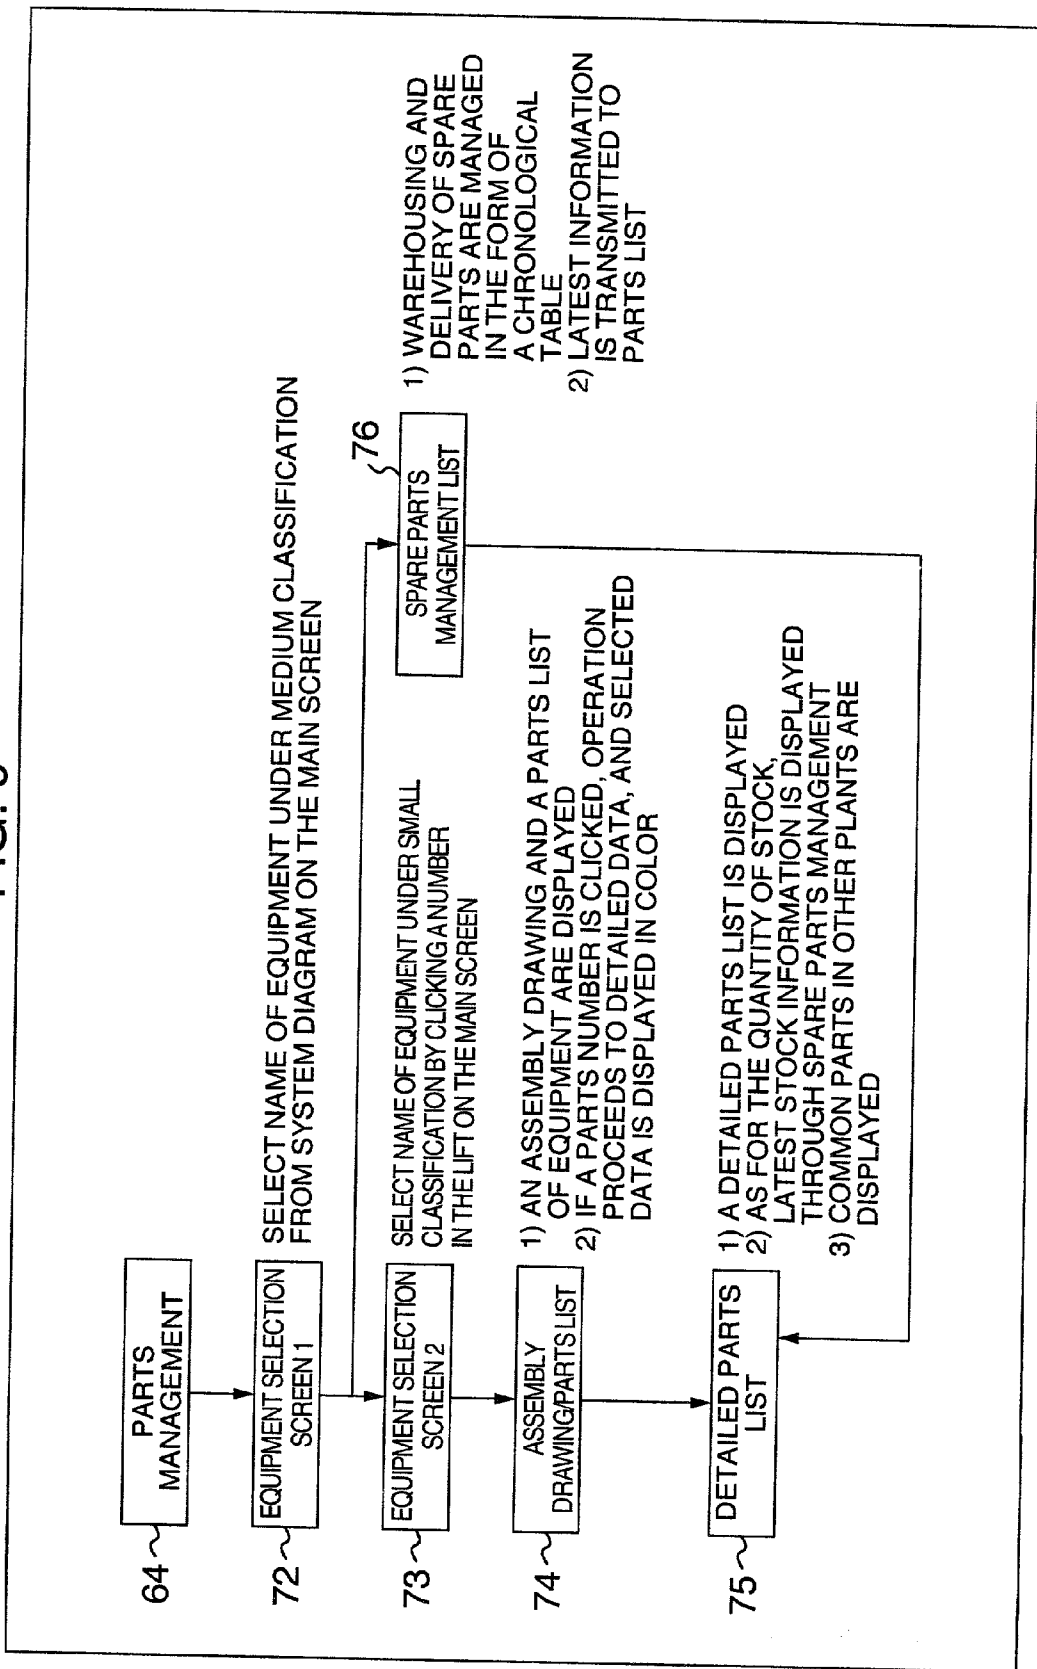 64
PARTS
MANAGEMENT
72
EQUIPMENT SELECTION
SCREEN 1
SELECT NAME OF EQUIPMENT UNDER MEDIUM CLASSIFICATION
FROM SYSTEM DIAGRAM ON THE MAIN SCREEN
73
EQUIPMENT SELECTION
SCREEN 2
SELECT NAME OF EQUIPMENT UNDER SMALL
CLASSIFICATION BY CLICKING A NUMBER
IN THE LIFT ON THE MAIN SCREEN
76
SPARE PARTS
MANAGEMENT LIST
1) WAREHOUSING AND
DELIVERY OF SPARE
PARTS ARE MANAGED
IN THE FORM OF
A CHRONOLOGICAL
TABLE
2) LATEST INFORMATION
IS TRANSMITTED TO
PARTS LIST
74
ASSEMBLY
DRAWING/PARTS LIST
1) AN ASSEMBLY DRAWING AND A PARTS LIST
OF EQUIPMENT ARE DISPLAYED
2) IF A PARTS NUMBER IS CLICKED, OPERATION
PROCEEDS TO DETAILED DATA, AND SELECTED
DATA IS DISPLAYED IN COLOR
75
DETAILED PARTS
LIST
1) A DETAILED PARTS LIST IS DISPLAYED
2) AS FOR THE QUANTITY OF STOCK,
LATEST STOCK INFORMATION IS DISPLAYED
THROUGH SPARE PARTS MANAGEMENT
3) COMMON PARTS IN OTHER PLANTS ARE
DISPLAYED